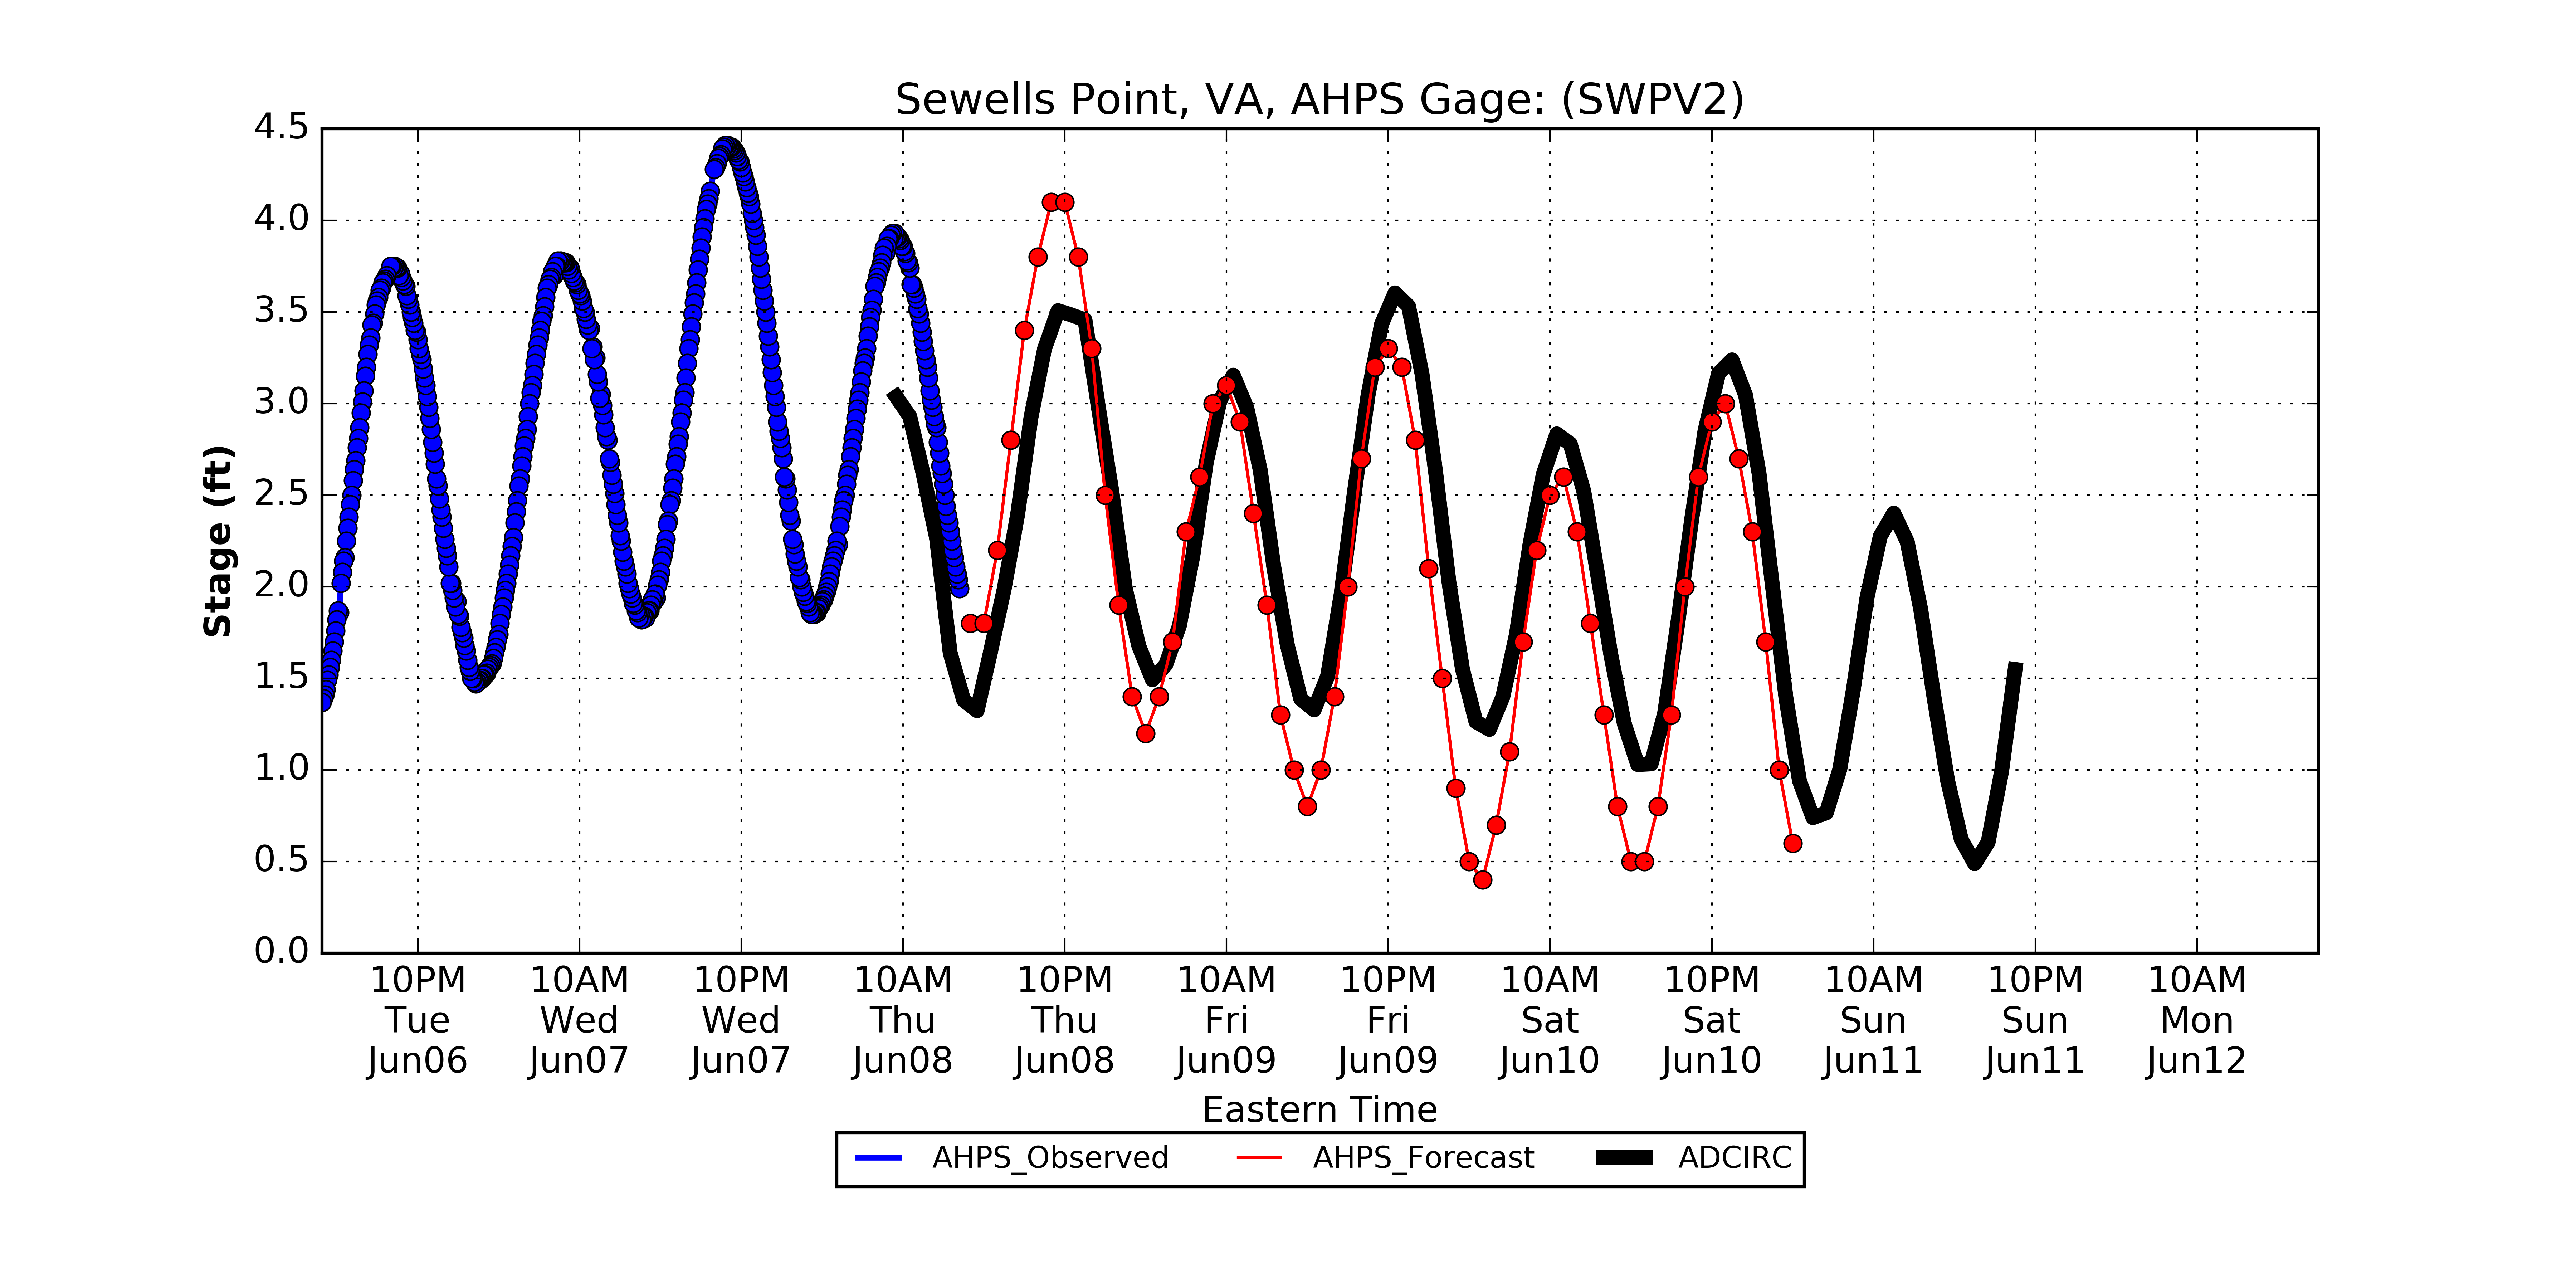 Sewells Point, VA, AHPS Gage: (SWPV2)
Stage (ft)
4.5
4.0
3.5
3.0
2.5
2.0
1.5
1.0
0.5
0.0
10PM 10AM 10PM 10AM 10PM 10AM 10PM 10AM 10PM 10AM 10PM 10AM
Tue Wed Wed Thu Thu Fri Fri Sat Sat Sun Sun Mon
Jun06 Jun07 Jun07 Jun08 Jun08 Jun09 Jun09 Jun10 Jun10 Jun11 Jun11 Jun12
Eastern Time
AHPS_Observed AHPS_Forecast ADCIRC